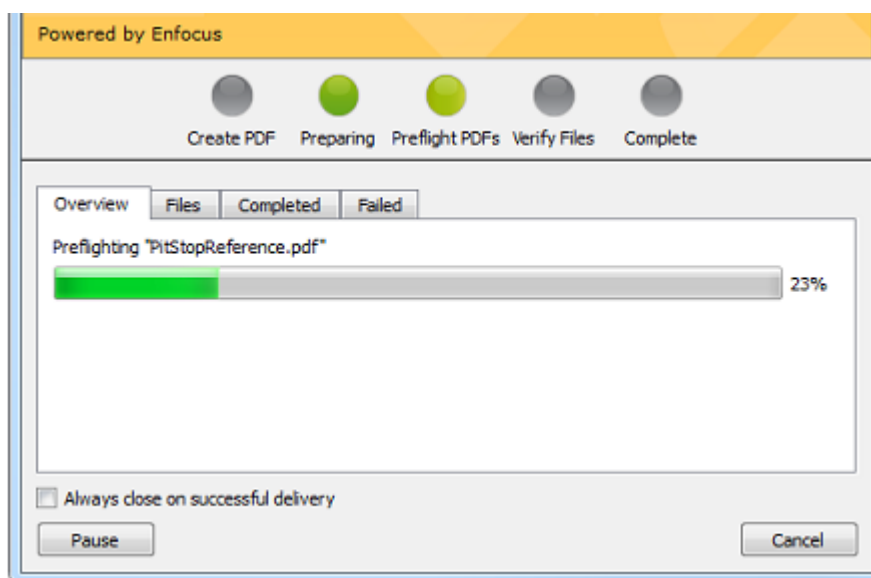 Powered by Enfocus
Create PDF Preparing Preflight PDFs Verify Files Complete
Overview Files Completed Failed
Preflighting "PitStopReference.pdf"
23%
Always close on successful delivery
Pause Cancel